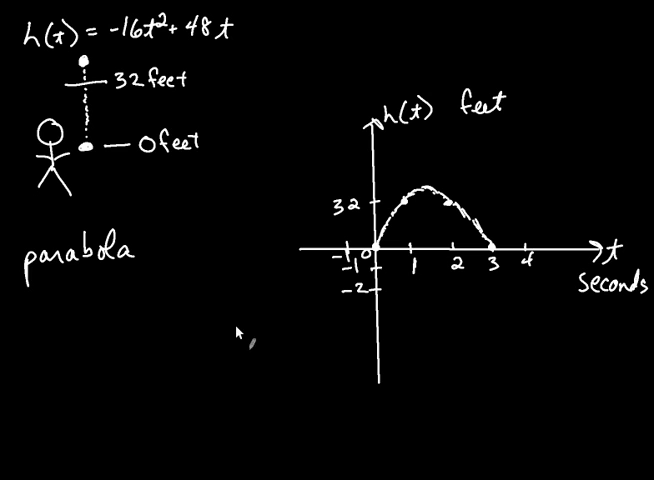 h(t) = -16t²+ 48t
32 feet
0 feet
parabola
h(t) feet
32
-1 0 1 2 3 4 t
-1
-2
seconds